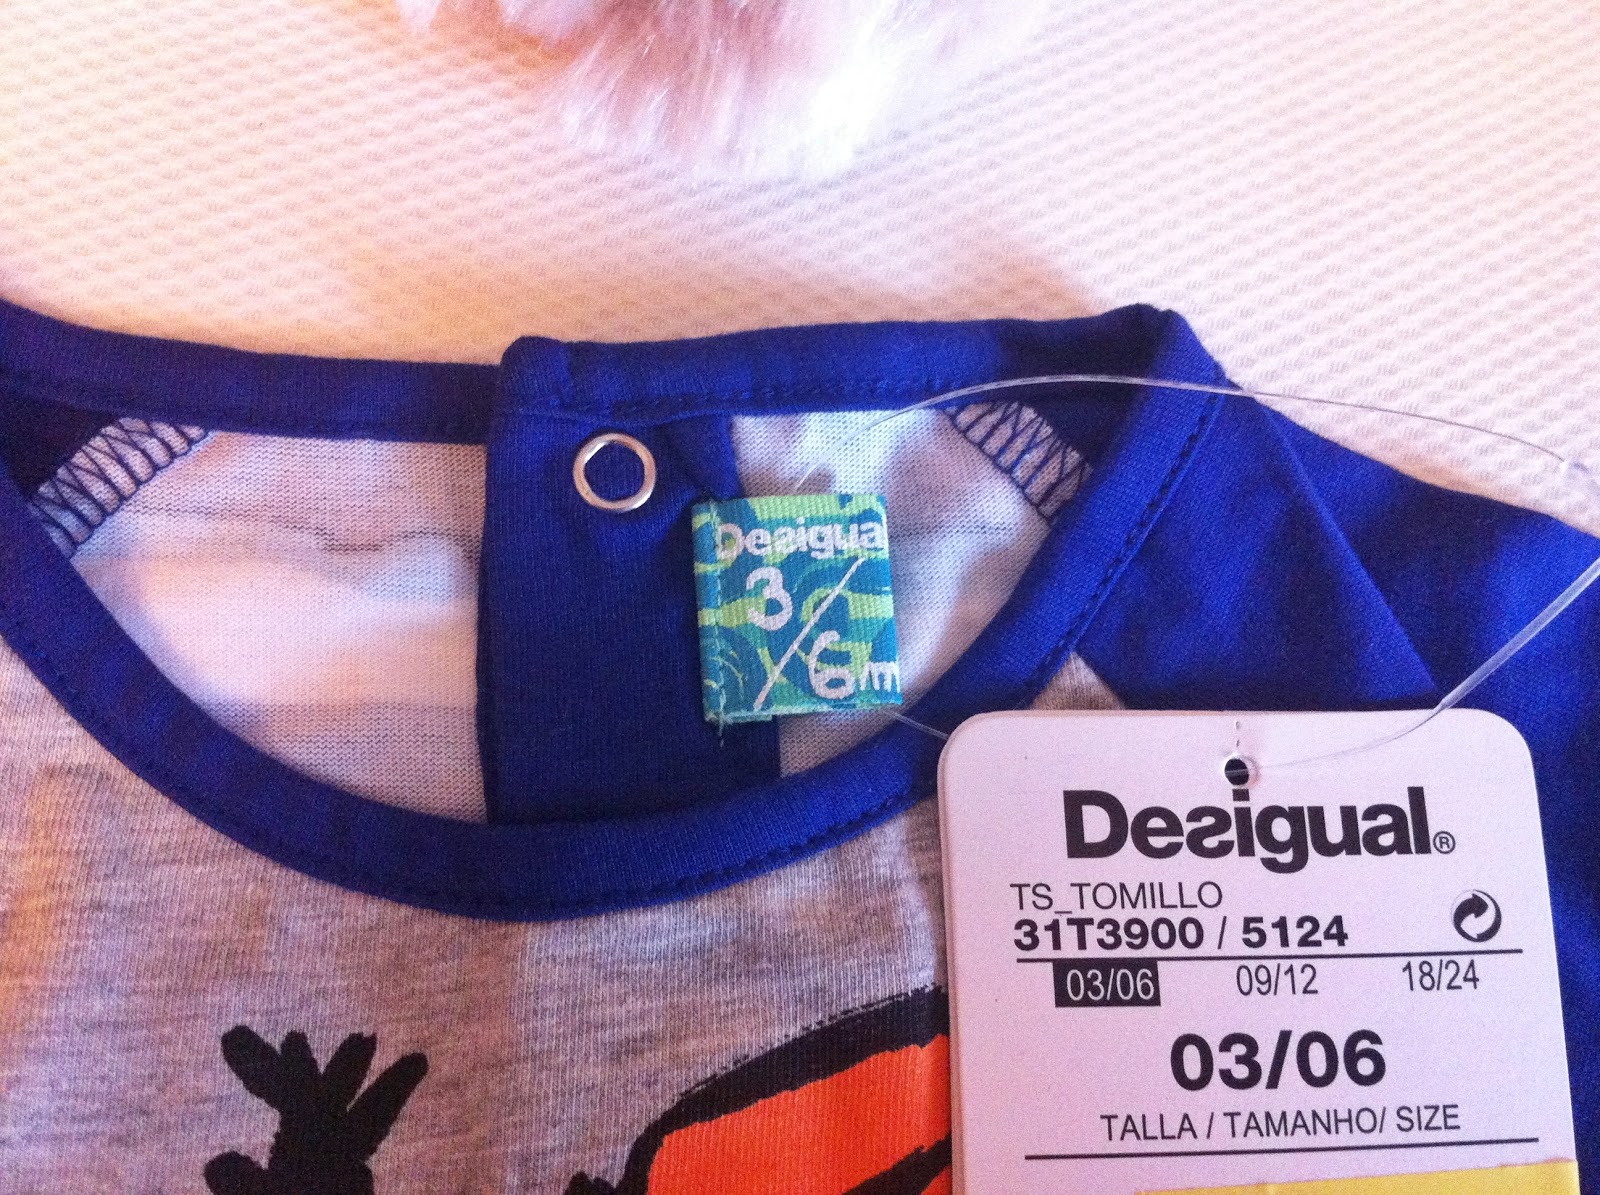 Desigual
3/6m
Desigual®
TS_TOMILLO
31T3900 / 5124
03/06 09/12 18/24
03/06
TALLA / TAMANHO/ SIZE